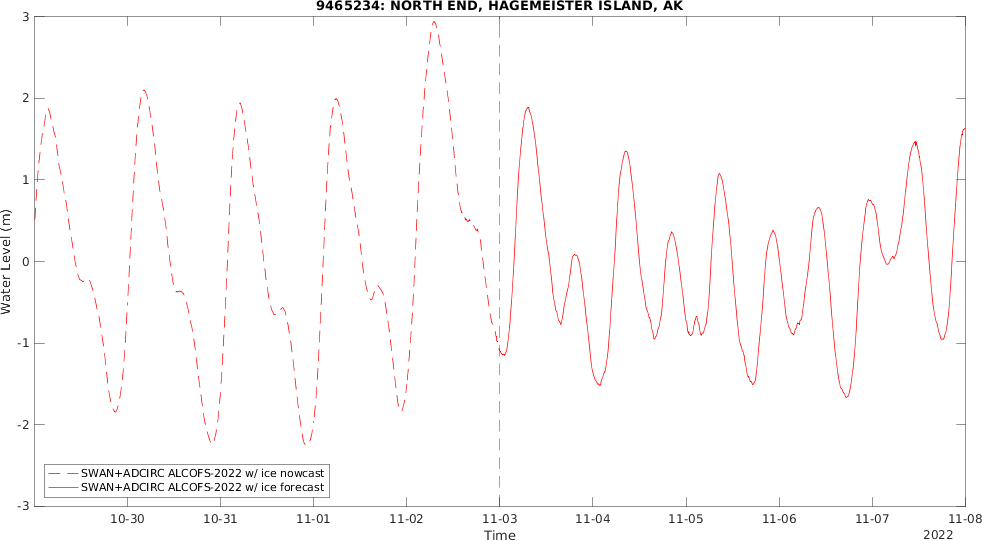 9465234: NORTH END, HAGEMEISTER ISLAND, AK
3
2
1
0
-1
-2
-3
Water Level (m)
SWAN+ADCIRC ALCOFS-2022 w/ ice nowcast
SWAN+ADCIRC ALCOFS-2022 w/ ice forecast
10-30 10-31 11-01 11-02 11-03 11-04 11-05 11-06 11-07 11-08
Time
2022